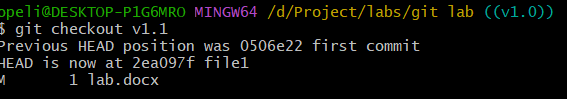 opeli@DESKTOP-P1G6MRO MINGW64 /d/Project/labs/git lab ((v1.0))
$ git checkout v1.1
Previous HEAD position was 0506e22 first commit
HEAD is now at 2ea097f file1
M       1 lab.docx